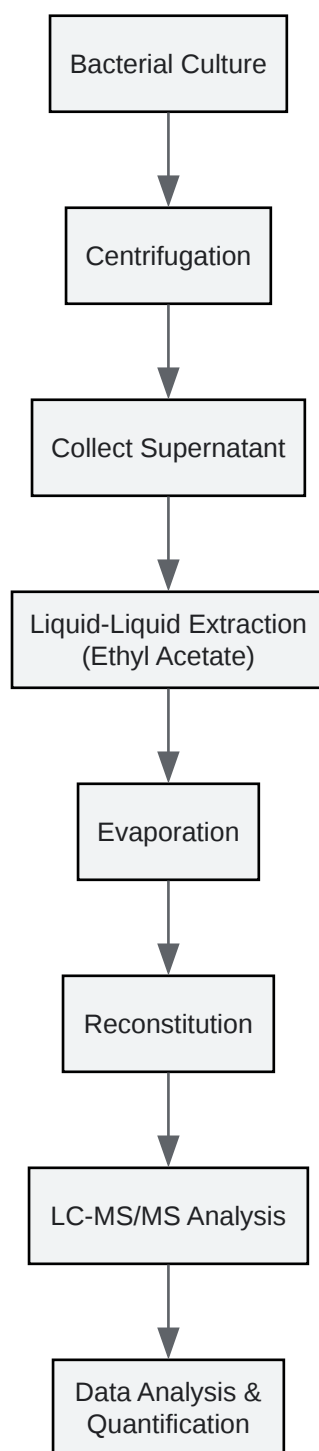 Bacterial Culture
Centrifugation
Collect Supernatant
Liquid-Liquid Extraction
(Ethyl Acetate)
Evaporation
Reconstitution
LC-MS/MS Analysis
Data Analysis &
Quantification